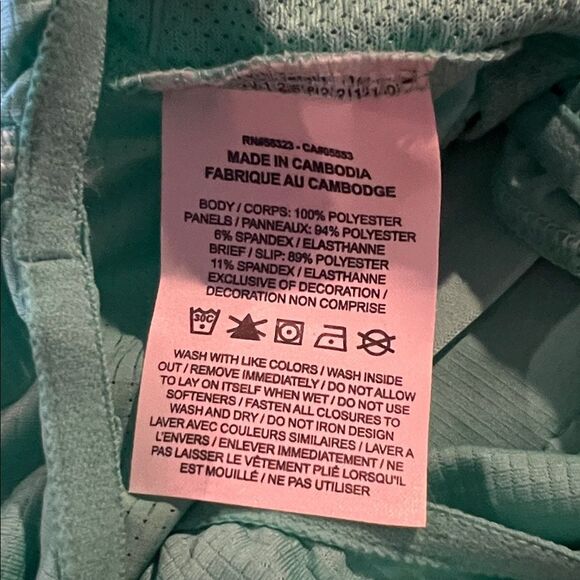 RN#56323 - CA#05553
MADE IN CAMBODIA
FABRIQUE AU CAMBODGE
BODY / CORPS: 100% POLYESTER
PANELS / PANNEAUX: 94% POLYESTER
6% SPANDEX / ELASTHANNE
BRIEF / SLIP: 89% POLYESTER
11% SPANDEX / ELASTHANNE
EXCLUSIVE OF DECORATION /
DECORATION NON COMPRISE
30C
WASH WITH LIKE COLORS / WASH INSIDE
OUT / REMOVE IMMEDIATELY / DO NOT ALLOW
TO LAY ON ITSELF WHEN WET / DO NOT USE
SOFTENERS / FASTEN ALL CLOSURES TO
WASH AND DRY / DO NOT IRON DESIGN
LAVER AVEC COULEURS SIMILAIRES / LAVER A
L'ENVERS / ENLEVER IMMEDIATEMENT / NE
PAS LAISSER LE VÊTEMENT PLIÉ LORSQU'IL
EST MOUILLÉ / NE PAS UTILISER